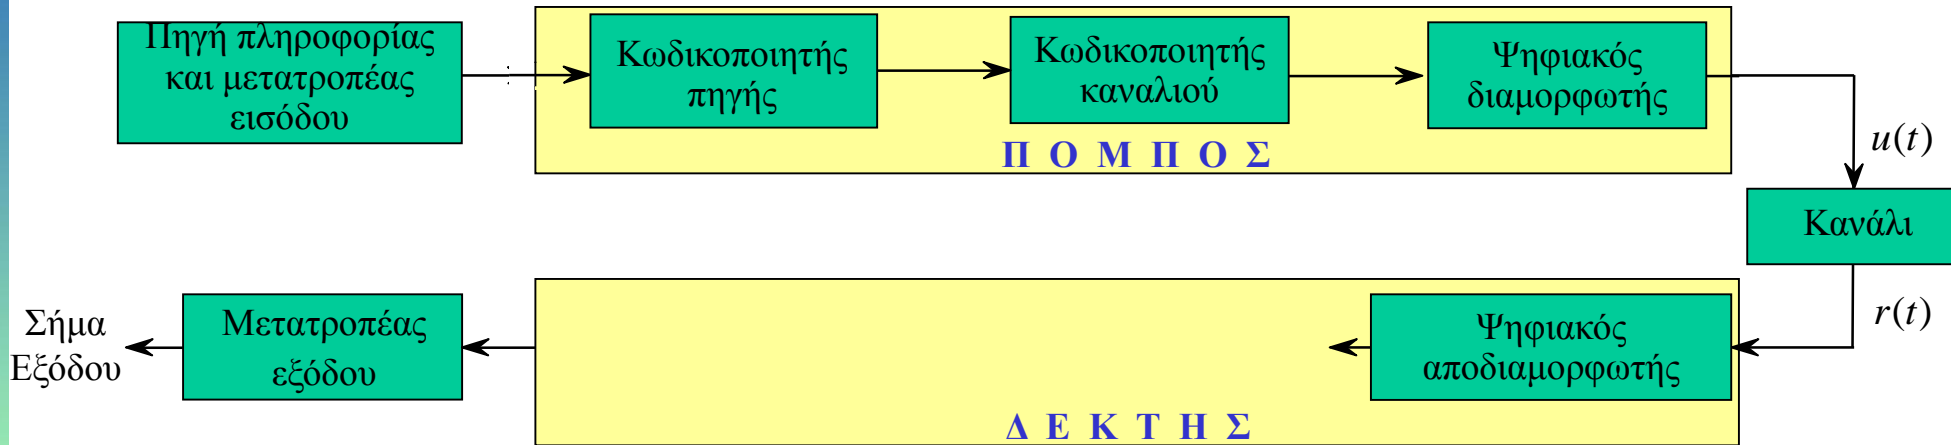 Πηγή πληροφορίας
και μετατροπέας
εισόδου
Κωδικοποιητής
πηγής
Κωδικοποιητής
καναλιού
Ψηφιακός
διαμορφωτής
Π Ο Μ Π Ο Σ
u(t)
Κανάλι
r(t)
Ψηφιακός
αποδιαμορφωτής
Δ Ε Κ Τ Η Σ
Μετατροπέας
εξόδου
Σήμα
Εξόδου